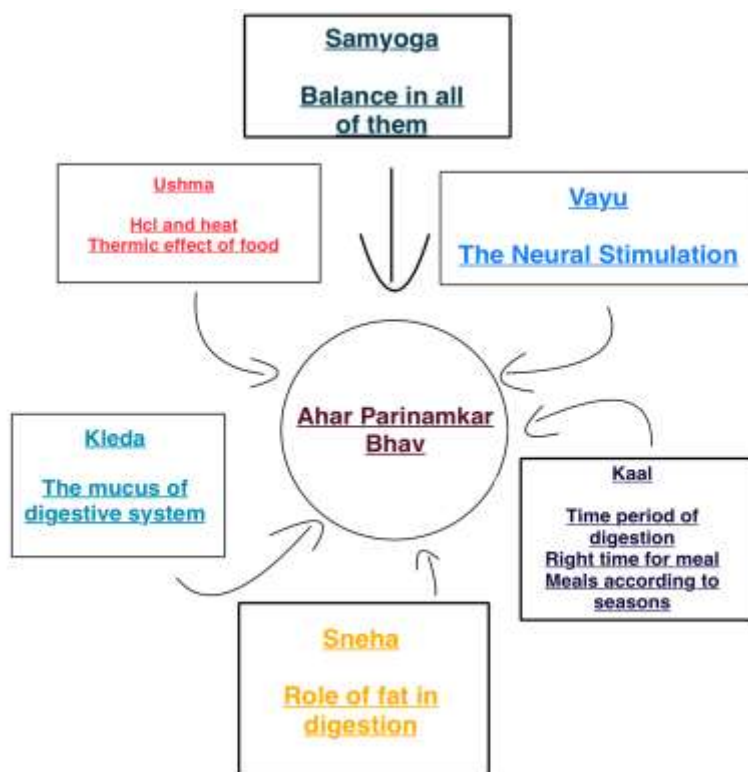 Samyoga
Balance in all
of them
Ushma
Hcl and heat
Thermic effect of food
Vayu
The Neural Stimulation
Ahar Parinamkar
Bhav
Kleda
The mucus of
digestive system
Kaal
Time period of
digestion
Right time for meal
Meals according to
seasons
Sneha
Role of fat in
digestion